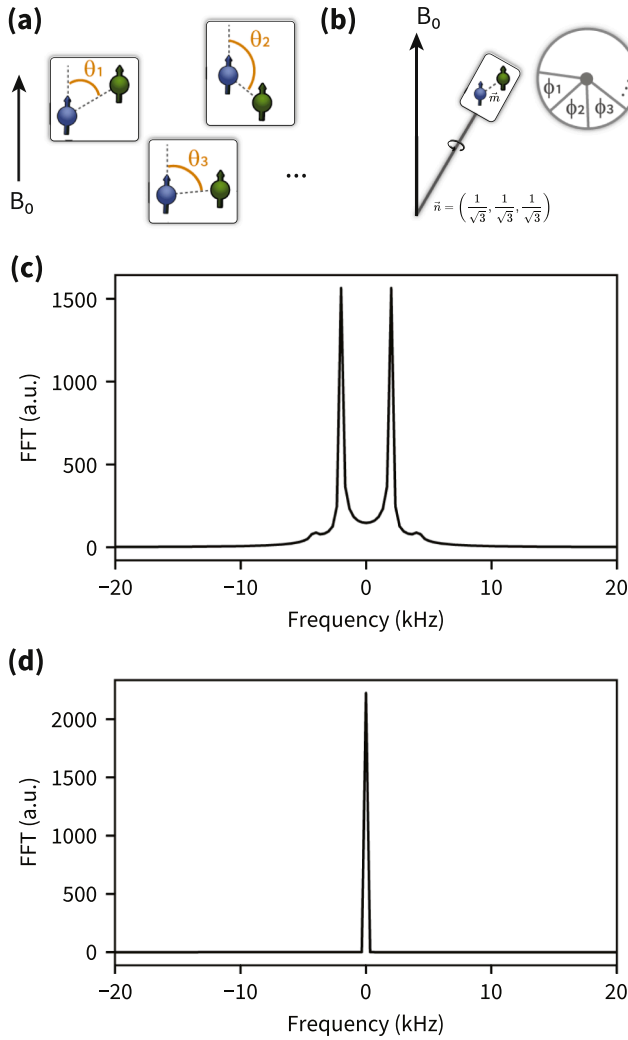 (a)
θ1
θ2
B₀
θ3
...
(b)
B₀
m⃗
n⃗ = (1/√3, 1/√3, 1/√3)
ϕ1
ϕ2
ϕ3
(c)
FFT (a.u.)
1500
1000
500
0
−20
−10
0
10
20
Frequency (kHz)
(d)
FFT (a.u.)
2000
1500
1000
500
0
−20
−10
0
10
20
Frequency (kHz)